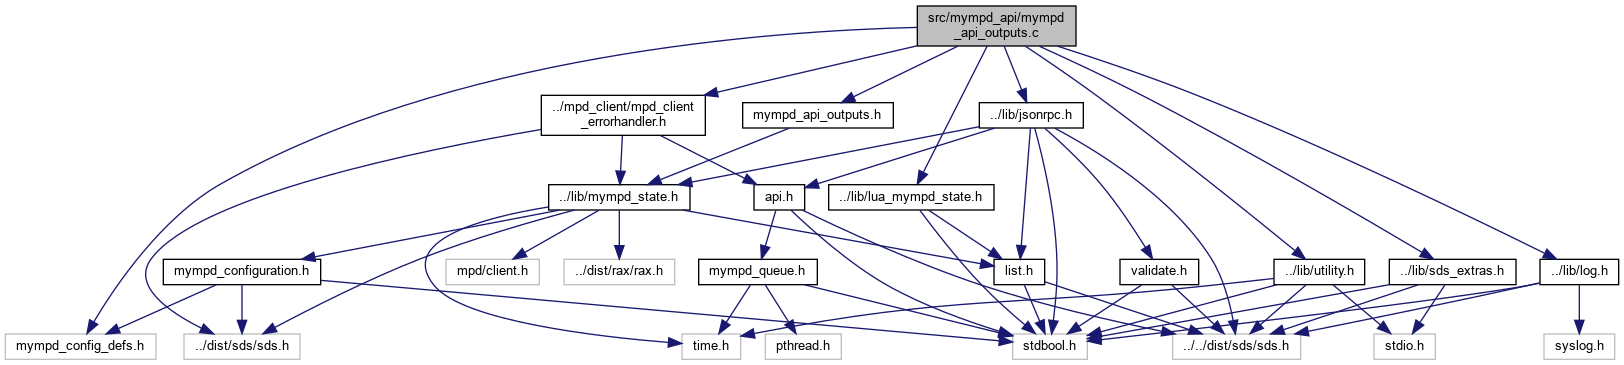 src/mympd_api/mympd
_api_outputs.c
../mpd_client/mpd_client
_errorhandler.h
mympd_api_outputs.h
../lib/jsonrpc.h
../lib/mympd_state.h
api.h
../lib/lua_mympd_state.h
mympd_configuration.h
mpd/client.h
../dist/rax/rax.h
mympd_queue.h
list.h
validate.h
../lib/utility.h
../lib/sds_extras.h
../lib/log.h
mympd_config_defs.h
../dist/sds/sds.h
time.h
pthread.h
stdbool.h
../../dist/sds/sds.h
stdio.h
syslog.h